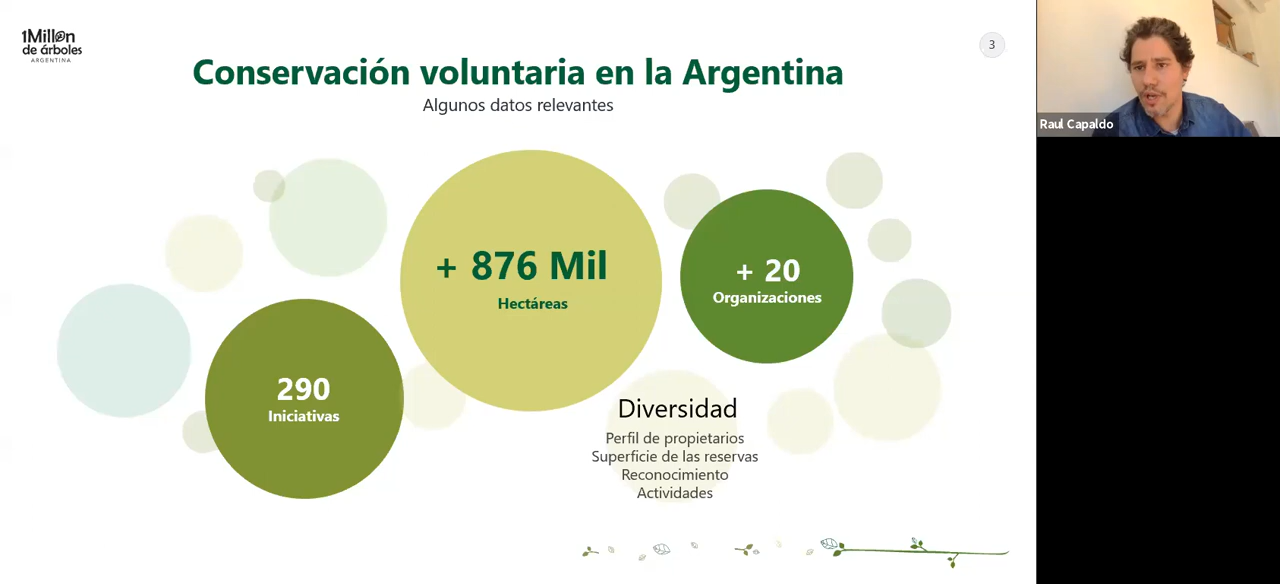 1Millón
de árboles
ARGENTINA
3
Conservación voluntaria en la Argentina
Algunos datos relevantes
Raul Capaldo
+ 876 Mil
Hectáreas
+ 20
Organizaciones
290
Iniciativas
Diversidad
Perfil de propietarios
Superficie de las reservas
Reconocimiento
Actividades